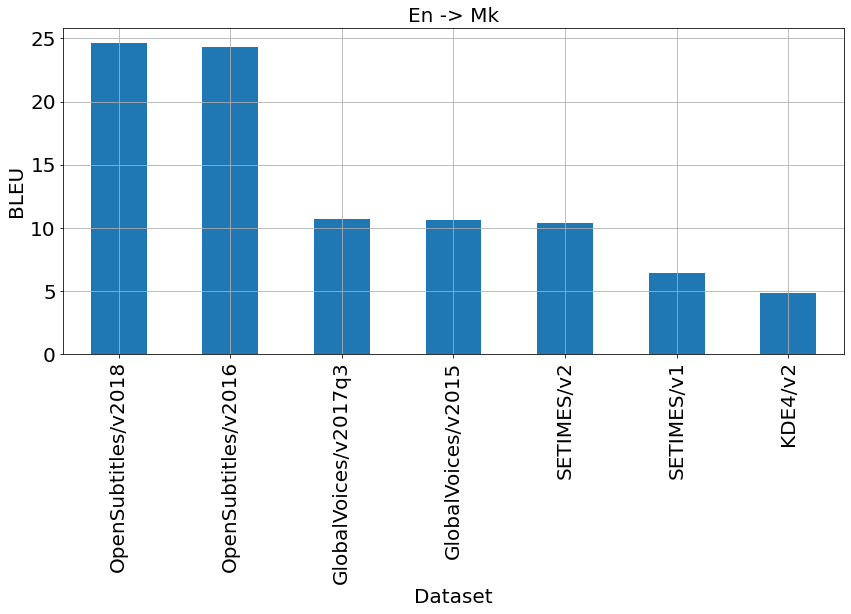 En -> Mk
BLEU
25
20
15
10
5
0
OpenSubtitles/v2018
OpenSubtitles/v2016
GlobalVoices/v2017q3
GlobalVoices/v2015
SETIMES/v2
SETIMES/v1
KDE4/v2
Dataset